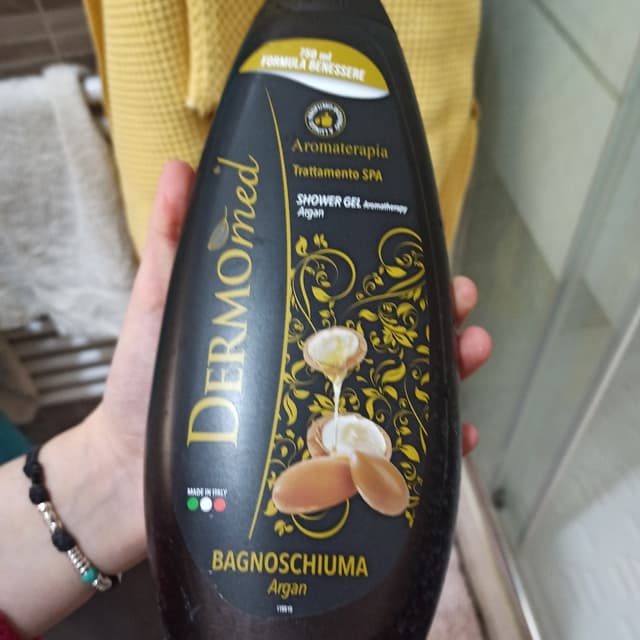 750 ml
FORMULA BENESSERE
Aromaterapia
Trattamento SPA
SHOWER GEL Aromatherapy
Argan
DERMOmed
MADE IN ITALY
BAGNOSCHIUMA
Argan